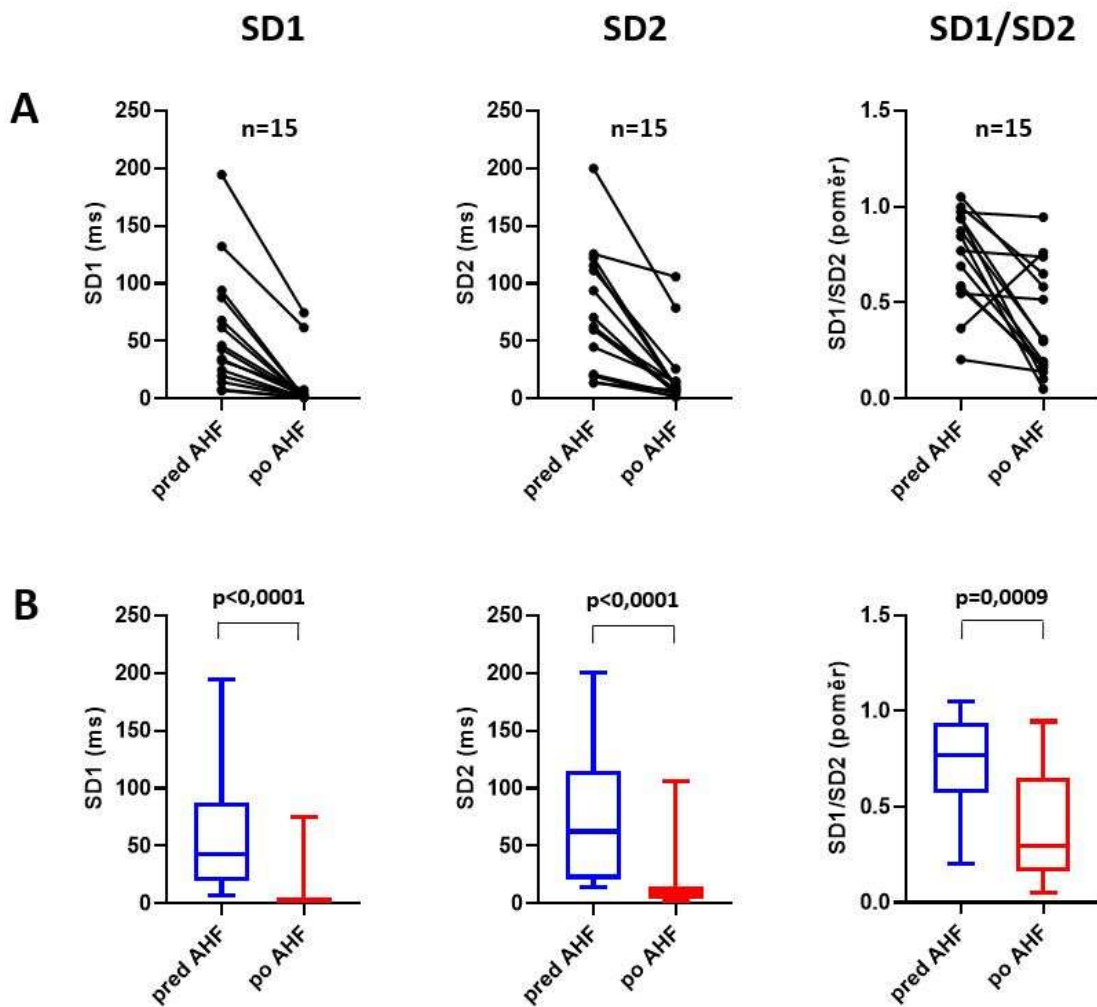 SD1 SD2 SD1/SD2
A
250
200
150
100
50
0
SD1 (ms)
n=15
pred AHF
po AHF
250
200
150
100
50
0
SD2 (ms)
n=15
pred AHF
po AHF
1.5
1.0
0.5
0.0
SD1/SD2 (poměr)
n=15
pred AHF
po AHF
B
p<0,0001
250
200
150
100
50
0
SD1 (ms)
pred AHF
po AHF
p<0,0001
250
200
150
100
50
0
SD2 (ms)
pred AHF
po AHF
p=0,0009
1.5
1.0
0.5
0.0
SD1/SD2 (poměr)
pred AHF
po AHF